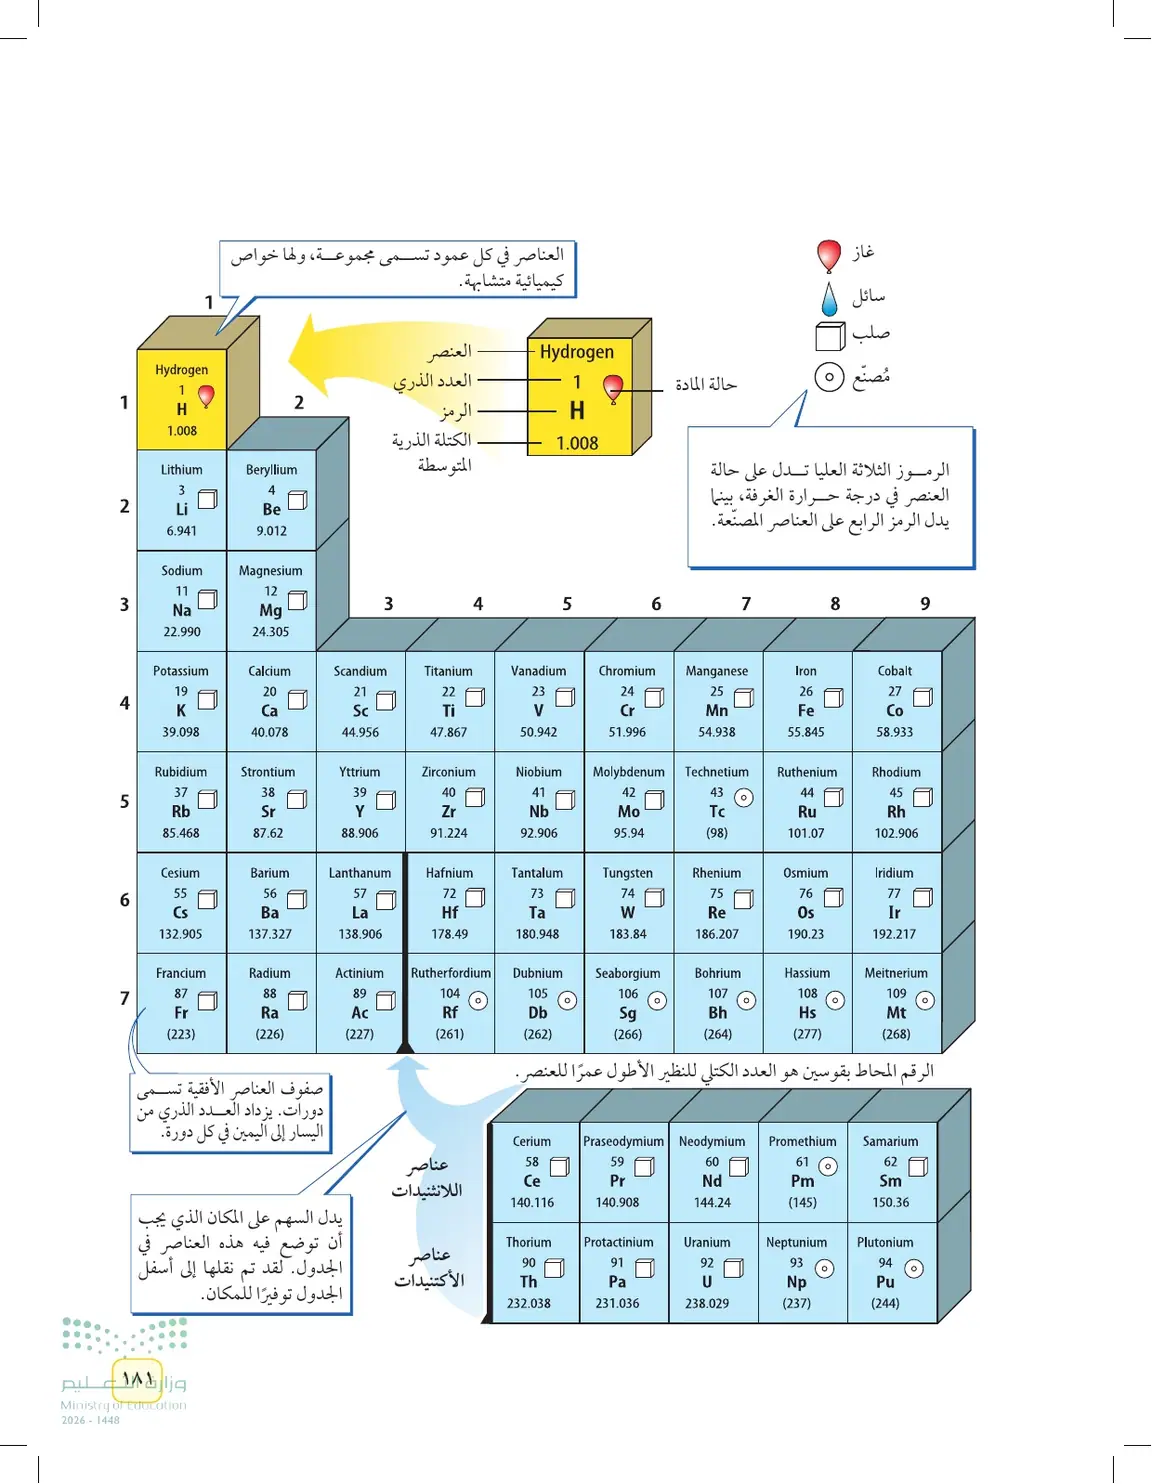 العناصر في كل عمود تسمى مجموعة، ولها خواص
كيميائية متشابهة.
غاز
سائل
صلب
مُصنّع
1
Hydrogen
1
H
1.008
العنصر
العدد الذري
الرمز
الكتلة الذرية
المتوسطة
Hydrogen
1
H
1.008
حالة المادة
الرموز الثلاثة العليا تدل على حالة
العنصر في درجة حرارة الغرفة، بينما
يدل الرمز الرابع على العناصر المصنّعة.
1
2
Lithium Beryllium
3 4
2 Li Be
6.941 9.012
Sodium Magnesium
11 12
3 Na Mg
22.990 24.305
3 4 5 6 7 8 9
Potassium Calcium Scandium Titanium Vanadium Chromium Manganese Iron Cobalt
19 20 21 22 23 24 25 26 27
4 K Ca Sc Ti V Cr Mn Fe Co
39.098 40.078 44.956 47.867 50.942 51.996 54.938 55.845 58.933
Rubidium Strontium Yttrium Zirconium Niobium Molybdenum Technetium Ruthenium Rhodium
37 38 39 40 41 42 43 44 45
5 Rb Sr Y Zr Nb Mo Tc Ru Rh
85.468 87.62 88.906 91.224 92.906 95.94 (98) 101.07 102.906
Cesium Barium Lanthanum Hafnium Tantalum Tungsten Rhenium Osmium Iridium
55 56 57 72 73 74 75 76 77
6 Cs Ba La Hf Ta W Re Os Ir
132.905 137.327 138.906 178.49 180.948 183.84 186.207 190.23 192.217
Francium Radium Actinium Rutherfordium Dubnium Seaborgium Bohrium Hassium Meitnerium
87 88 89 104 105 106 107 108 109
7 Fr Ra Ac Rf Db Sg Bh Hs Mt
(223) (226) (227) (261) (262) (266) (264) (277) (268)
الرقم المحاط بقوسين هو العدد الكتلي للنظير الأطول عمرًا للعنصر.
صفوف العناصر الأفقية تسمى
دورات. يزداد العدد الذري من
اليسار إلى اليمين في كل دورة.
عناصر
اللانثنيدات
Cerium Praseodymium Neodymium Promethium Samarium
58 59 60 61 62
Ce Pr Nd Pm Sm
140.116 140.908 144.24 (145) 150.36
يدل السهم على المكان الذي يجب
أن توضع فيه هذه العناصر في
الجدول. لقد تم نقلها إلى أسفل
الجدول توفيرًا للمكان.
عناصر
الأكتنيدات
Thorium Protactinium Uranium Neptunium Plutonium
90 91 92 93 94
Th Pa U Np Pu
232.038 231.036 238.029 (237) (244)
١٨١
وزارة التعليم
Ministry of Education
2026 - 1448